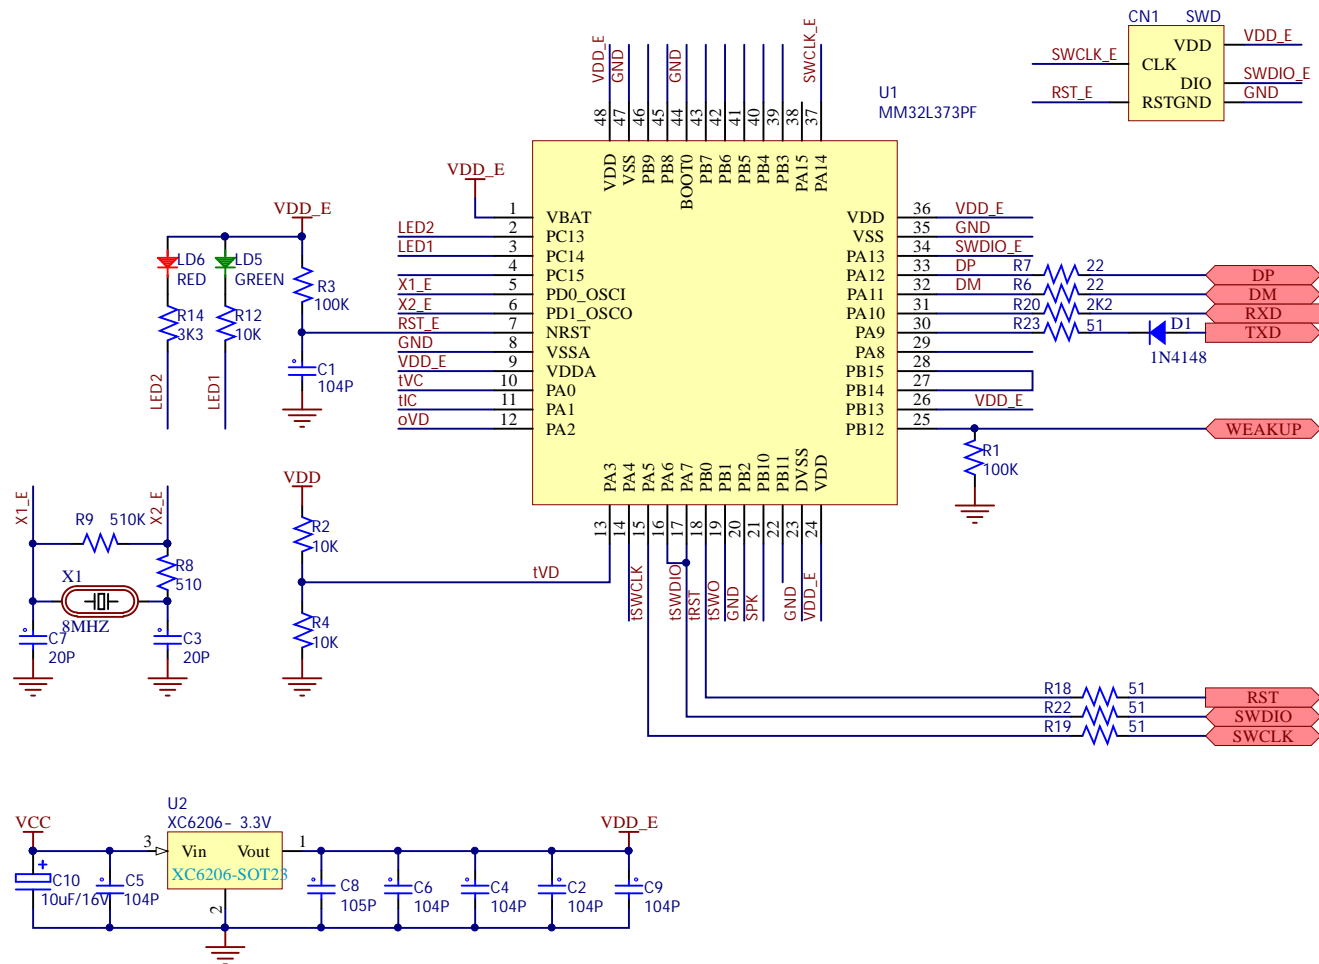 CN1 SWD
VDD VDD_E
SWCLK_E CLK
DIO SWDIO_E
RST_E RSTGND GND
U1
MM32L373PF
VDD_E
GND
GND
SWCLK_E
48 47 46 45 44 43 42 41 40 39 38 37
VDD VSS PB9 PB8 BOOT0 PB7 PB6 PB5 PB4 PB3 PA15 PA14
VDD_E
1 VBAT
LED2 2 PC13
LED1 3 PC14
4 PC15
X1_E 5 PD0_OSCI
X2_E 6 PD1_OSCO
RST_E 7 NRST
GND 8 VSSA
VDD_E 9 VDDA
tVC 10 PA0
tIC 11 PA1
oVD 12 PA2
VDD 36 VDD_E
VSS 35 GND
PA13 34 SWDIO_E
PA12 33 DP R7 22 DP
PA11 32 DM R6 22 DM
PA10 31 R20 2K2 RXD
PA9 30 R23 51 D1 TXD
1N4148
PA8 29
PB15 28
PB14 27
PB13 26 VDD_E
PB12 25 WEAKUP
R1
100K
VDD_E
LD6
RED
LD5
GREEN
R3
100K
R14
3K3
R12
10K
C1
104P
LED2
LED1
PA3 PA4 PA5 PA6 PA7 PB0 PB1 PB2 PB10 PB11 DVSS VDD
13 14 15 16 17 18 19 20 21 22 23 24
tSWCLK
tSWDIO
tRST
tSWO
GND
SPK
GND
VDD_E
X1_E
X2_E
R9 510K
R8
510
X1
8MHZ
C7
20P
C3
20P
VDD
R2
10K
tVD
R4
10K
R18 51 RST
R22 51 SWDIO
R19 51 SWCLK
U2
XC6206- 3.3V
VCC
VDD_E
3 Vin Vout 1
XC6206-SOT23
2
C10
10uF/16V
C5
104P
C8
105P
C6
104P
C4
104P
C2
104P
C9
104P